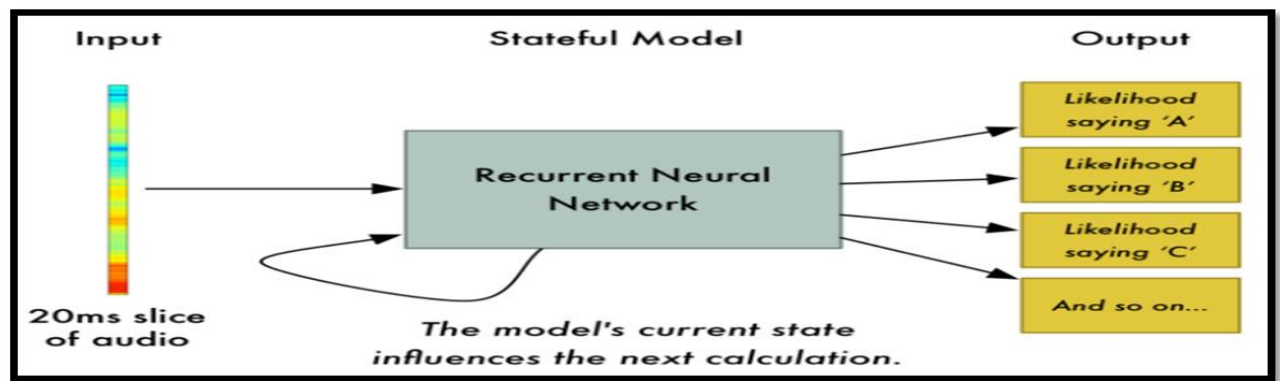 Input
Stateful Model
Output
20ms slice
of audio
Recurrent Neural
Network
The model's current state
influences the next calculation.
Likelihood
saying 'A'
Likelihood
saying 'B'
Likelihood
saying 'C'
And so on...